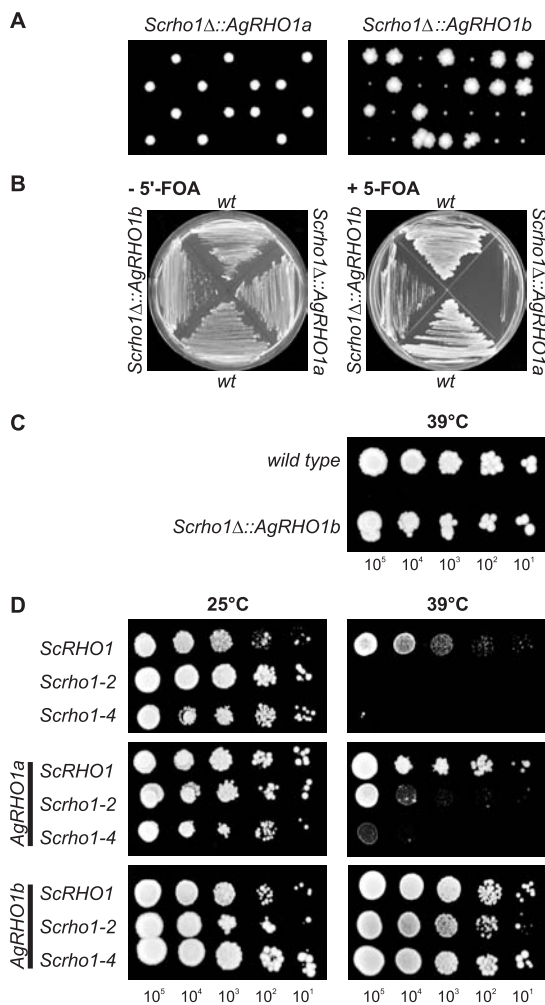 A
Scrho1Δ::AgRHO1a
Scrho1Δ::AgRHO1b
B
- 5'-FOA
+ 5-FOA
wt
wt
Scrho1Δ::AgRHO1b
Scrho1Δ::AgRHO1a
Scrho1Δ::AgRHO1b
Scrho1Δ::AgRHO1a
wt
wt
C
39°C
wild type
Scrho1Δ::AgRHO1b
10⁵ 10⁴ 10³ 10² 10¹
D
25°C
39°C
ScRHO1
Scrho1-2
Scrho1-4
AgRHO1a
ScRHO1
Scrho1-2
Scrho1-4
AgRHO1b
ScRHO1
Scrho1-2
Scrho1-4
10⁵ 10⁴ 10³ 10² 10¹
10⁵ 10⁴ 10³ 10² 10¹